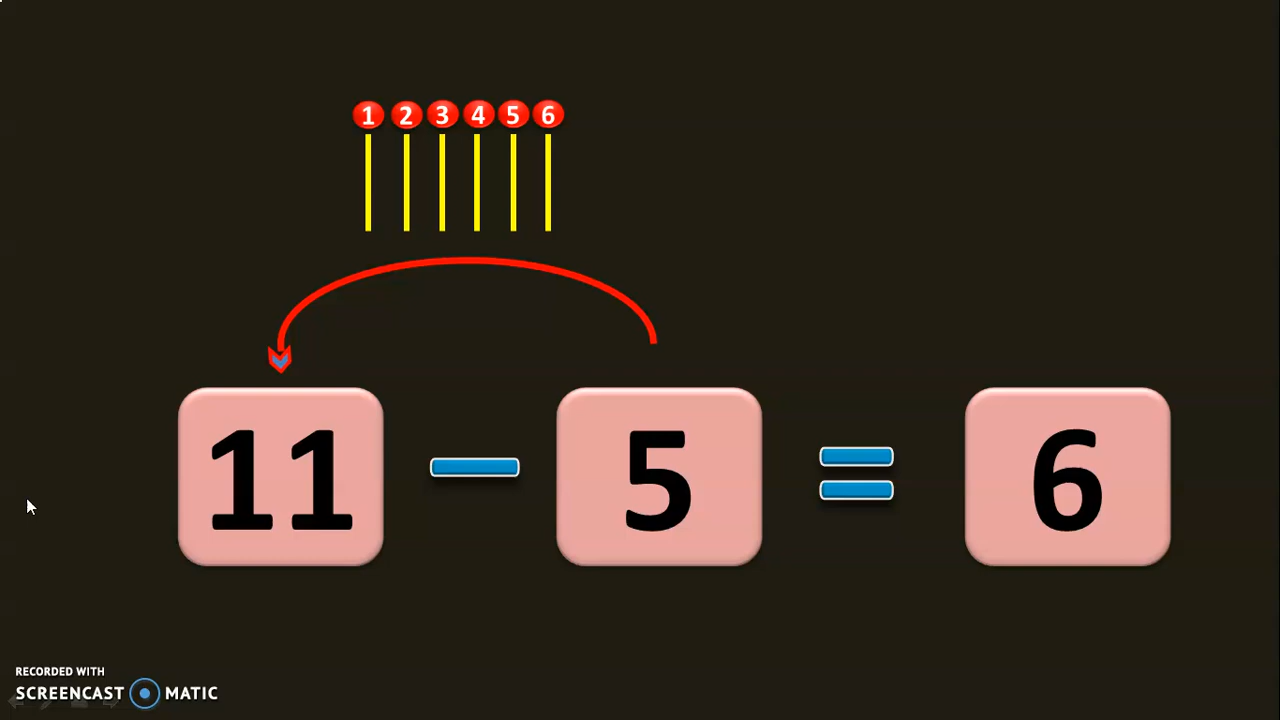 1 2 3 4 5 6
11 − 5 = 6
RECORDED WITH
SCREENCAST MATIC